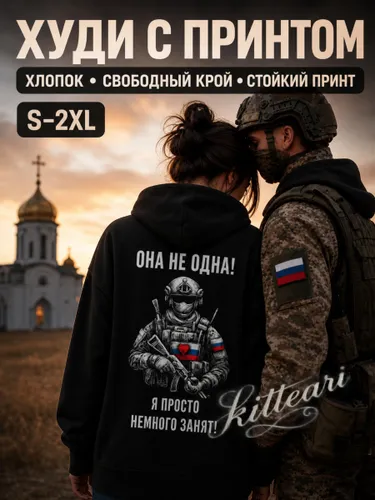 ХУДИ С ПРИНТОМ
ХЛОПОК • СВОБОДНЫЙ КРОЙ • СТОЙКИЙ ПРИНТ
S-2XL
ОНА НЕ ОДНА!
Я ПРОСТО
НЕМНОГО ЗАНЯТ!
kitteari